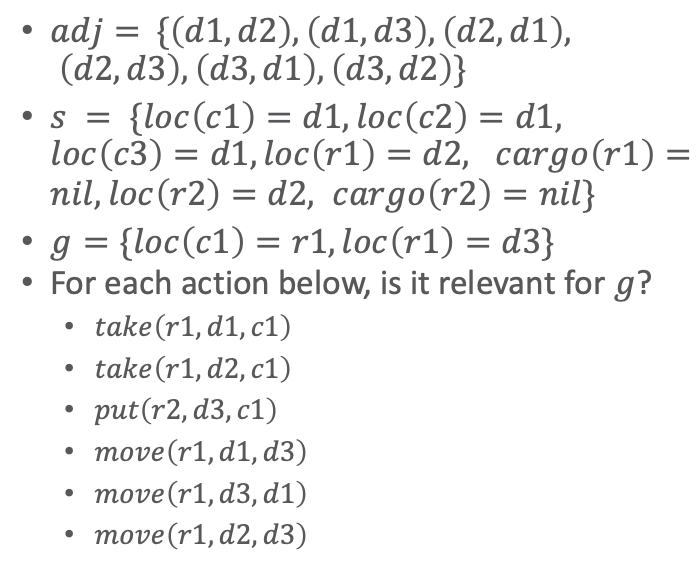 • adj = {(d1, d2), (d1, d3), (d2, d1),
(d2, d3), (d3, d1), (d3, d2)}
• s = {loc(c1) = d1, loc(c2) = d1,
loc(c3) = d1, loc(r1) = d2, cargo(r1) =
nil, loc(r2) = d2, cargo(r2) = nil}
• g = {loc(c1) = r1, loc(r1) = d3}
• For each action below, is it relevant for g?
• take(r1, d1, c1)
• take(r1, d2, c1)
• put(r2, d3, c1)
• move(r1, d1, d3)
• move(r1, d3, d1)
• move(r1, d2, d3)